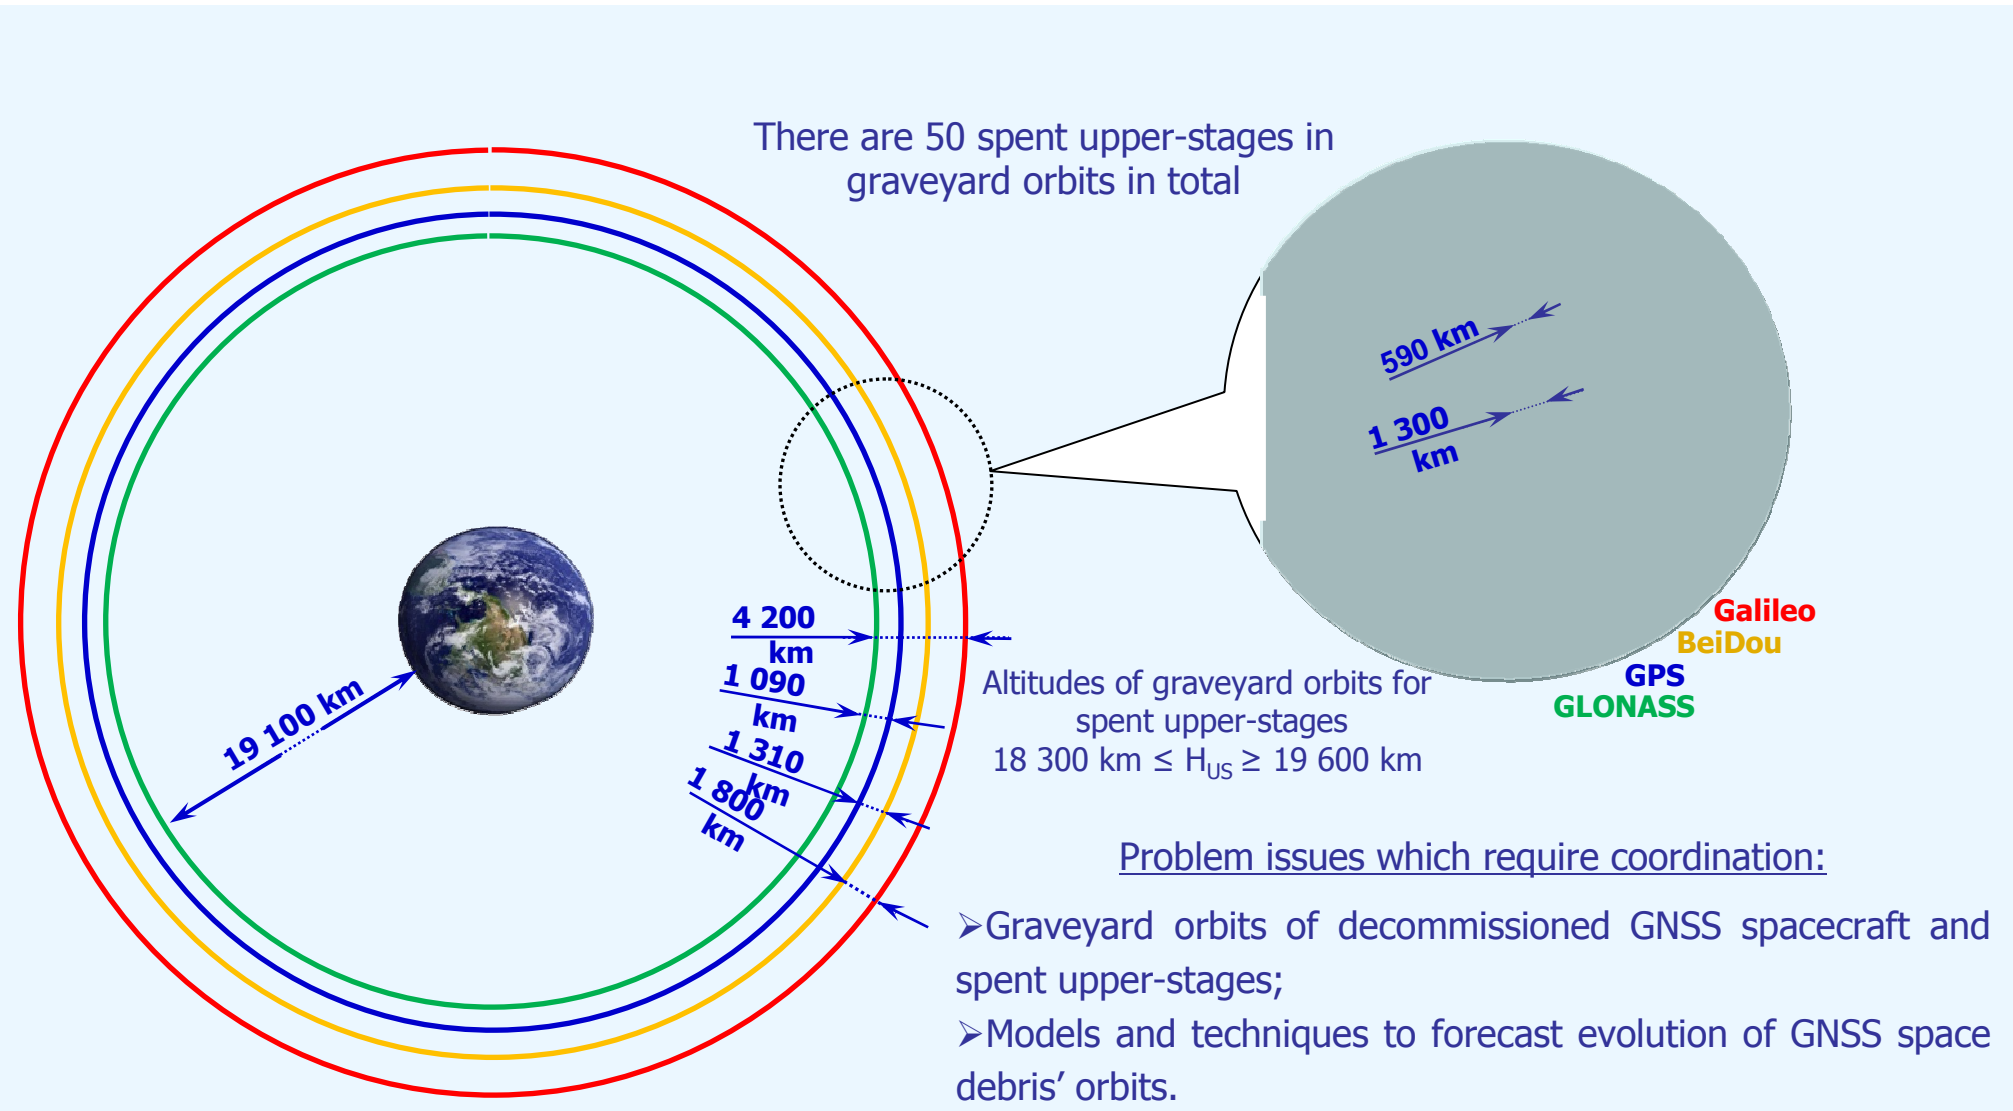 There are 50 spent upper-stages in
graveyard orbits in total
590 km
1 300
km
Galileo
BeiDou
GPS
GLONASS
4 200
km
1 090
km
1 310
km
1 800
km
19 100 km
Altitudes of graveyard orbits for
spent upper-stages
18 300 km ≤ H_US ≥ 19 600 km
Problem issues which require coordination:
➢Graveyard orbits of decommissioned GNSS spacecraft and
spent upper-stages;
➢Models and techniques to forecast evolution of GNSS space
debris’ orbits.